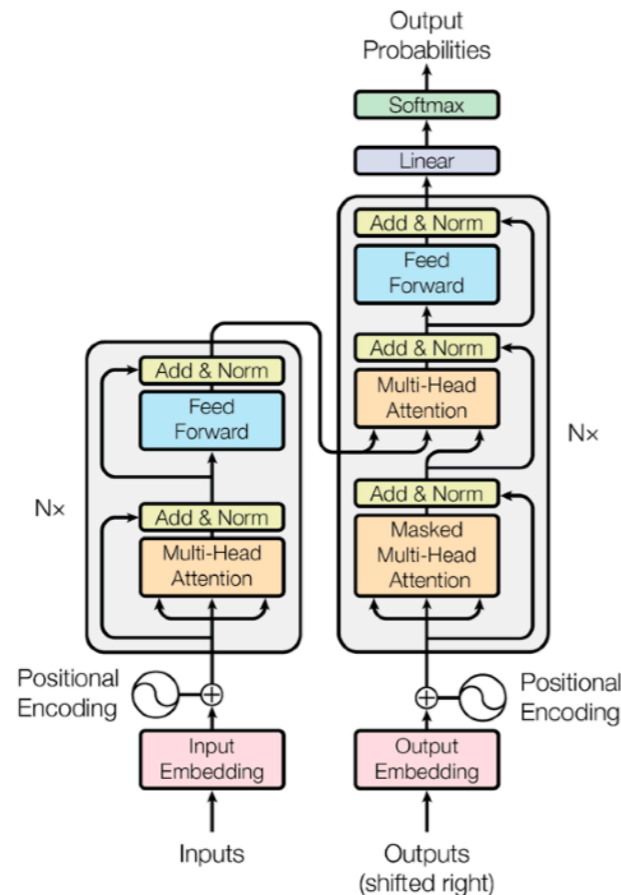 Output
Probabilities
Softmax
Linear
Add & Norm
Feed
Forward
Add & Norm
Multi-Head
Attention
Nx
Add & Norm
Masked
Multi-Head
Attention
Add & Norm
Feed
Forward
Nx
Add & Norm
Multi-Head
Attention
Positional
Encoding
Positional
Encoding
Input
Embedding
Output
Embedding
Inputs
Outputs
(shifted right)